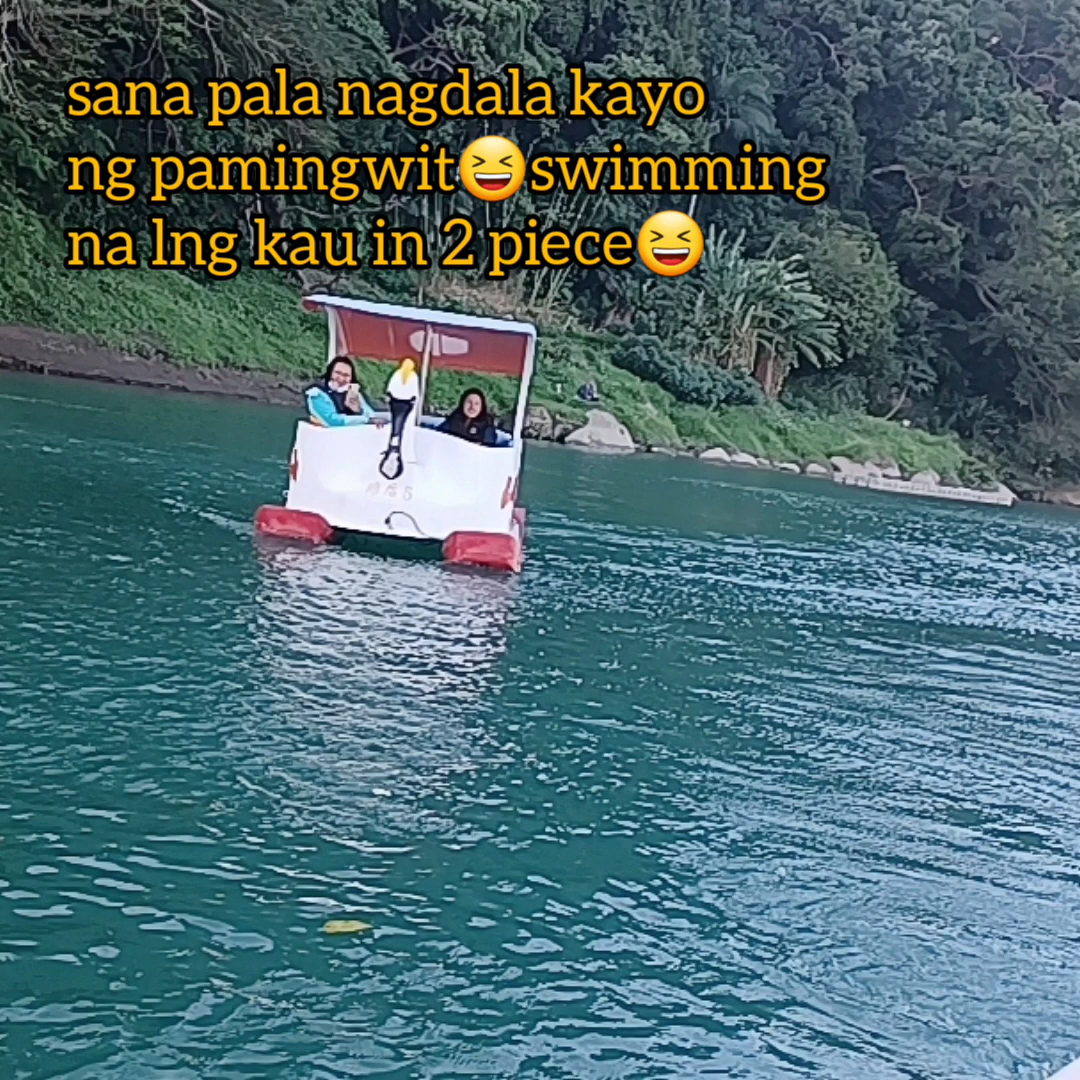 sana pala nagdala kayo
ng pamingwit😆swimming
na lng kau in 2 piece😆